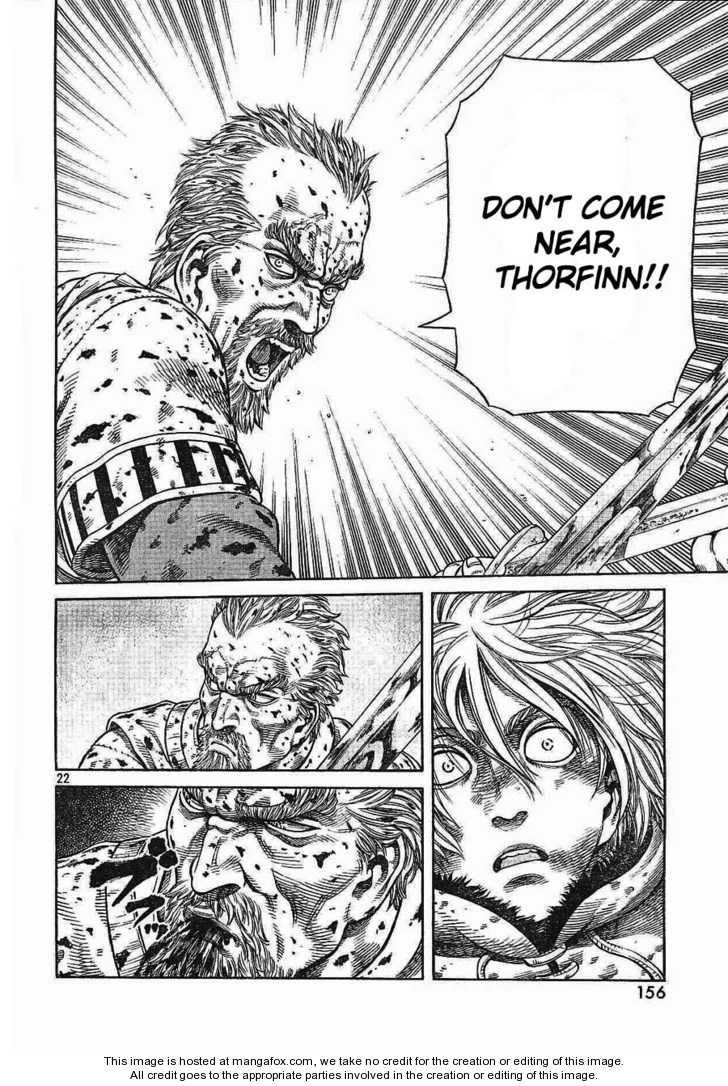 DON'T COME
NEAR,
THORFINN!!
22
ブッ
156
This image is hosted at mangafox.com, we take no credit for the creation or editing of this image.
All credit goes to the appropriate parties involved in the creation or editing of this image.